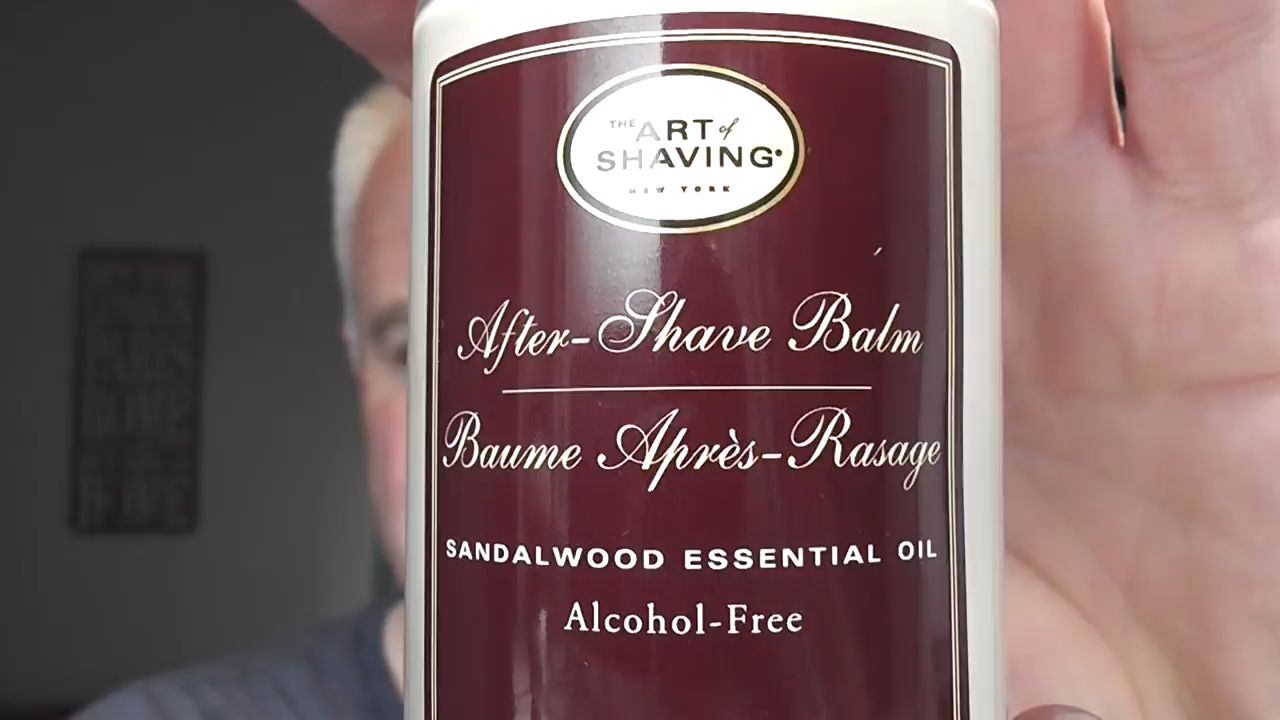 THE ART of
SHAVING
NEW YORK
After-Shave Balm
Baume Après-Rasage
SANDALWOOD ESSENTIAL OIL
Alcohol-Free